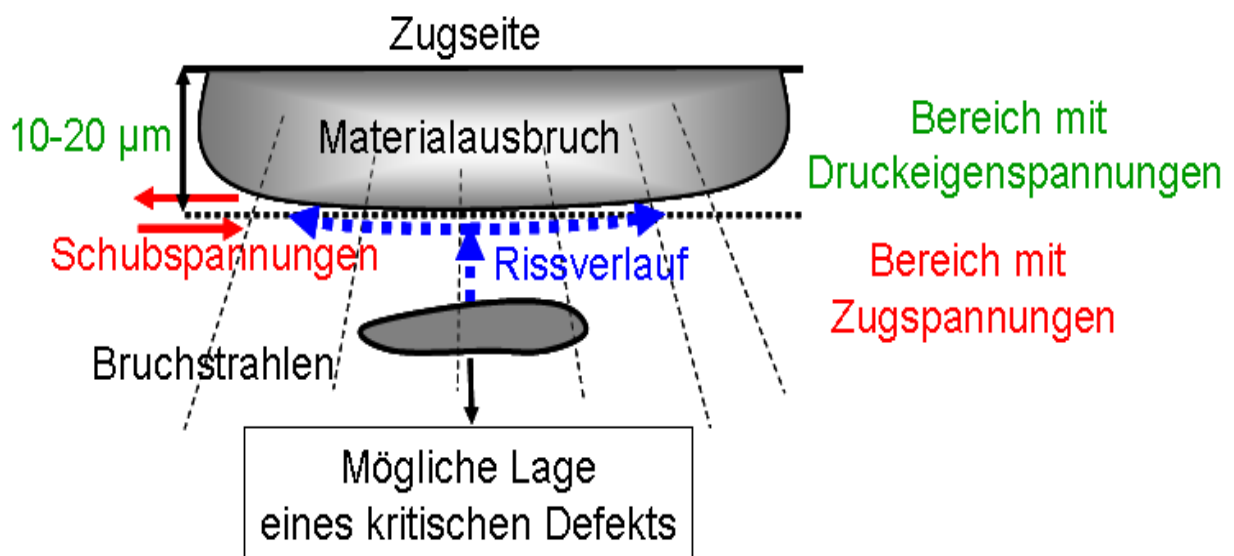 Zugseite
10-20 µm
Materialausbruch
Bereich mit
Druckeigenspannungen
Schubspannungen
Rissverlauf
Bereich mit
Zugspannungen
Bruchstrahlen
Mögliche Lage
eines kritischen Defekts